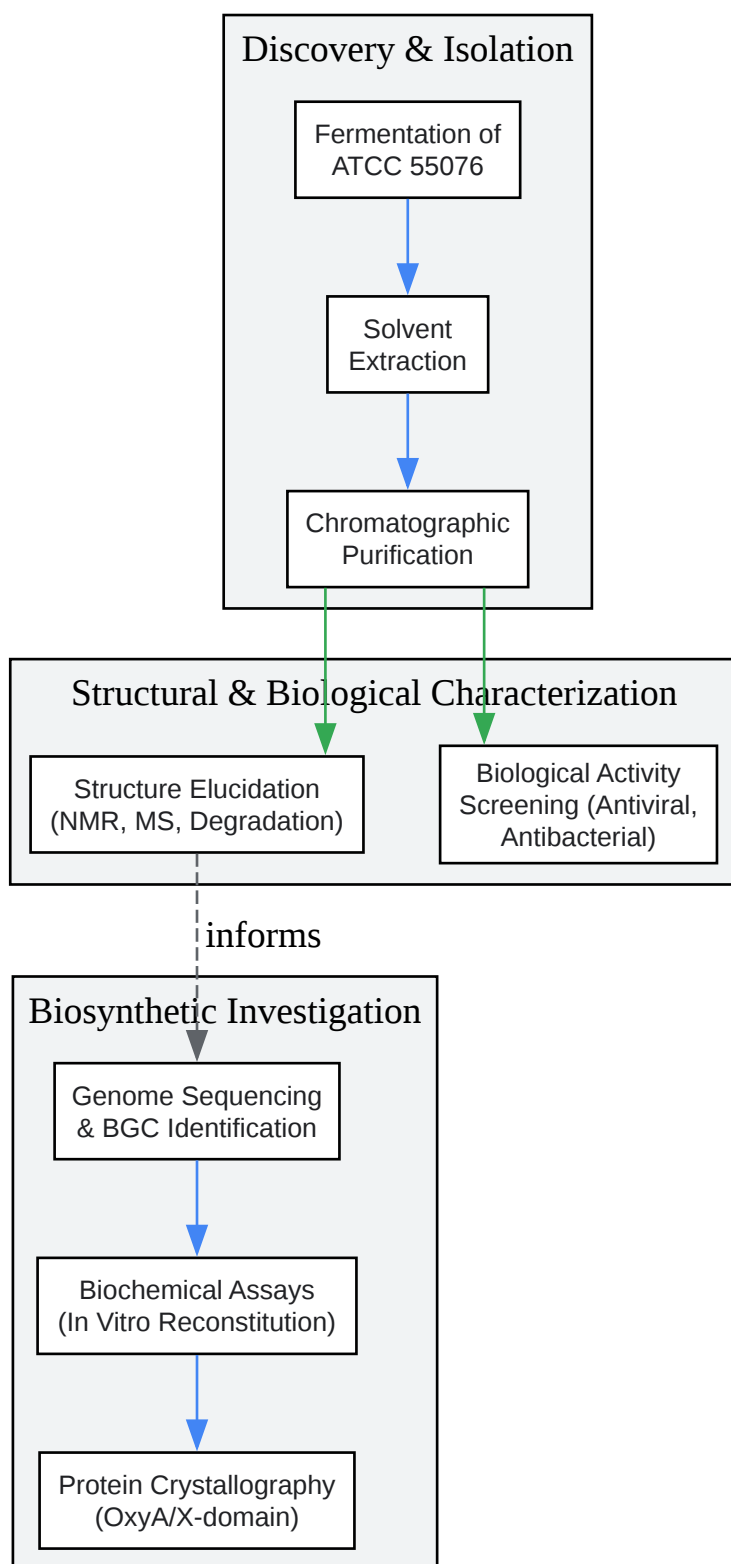 Discovery & Isolation
Fermentation of
ATCC 55076
Solvent
Extraction
Chromatographic
Purification
Structural & Biological Characterization
Structure Elucidation
(NMR, MS, Degradation)
Biological Activity
Screening (Antiviral,
Antibacterial)
informs
Biosynthetic Investigation
Genome Sequencing
& BGC Identification
Biochemical Assays
(In Vitro Reconstitution)
Protein Crystallography
(OxyA/X-domain)